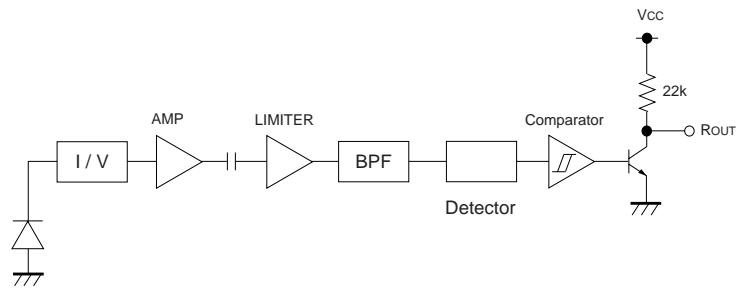 VCC
22k
ROUT
AMP
LIMITER
Comparator
I / V
BPF
Detector